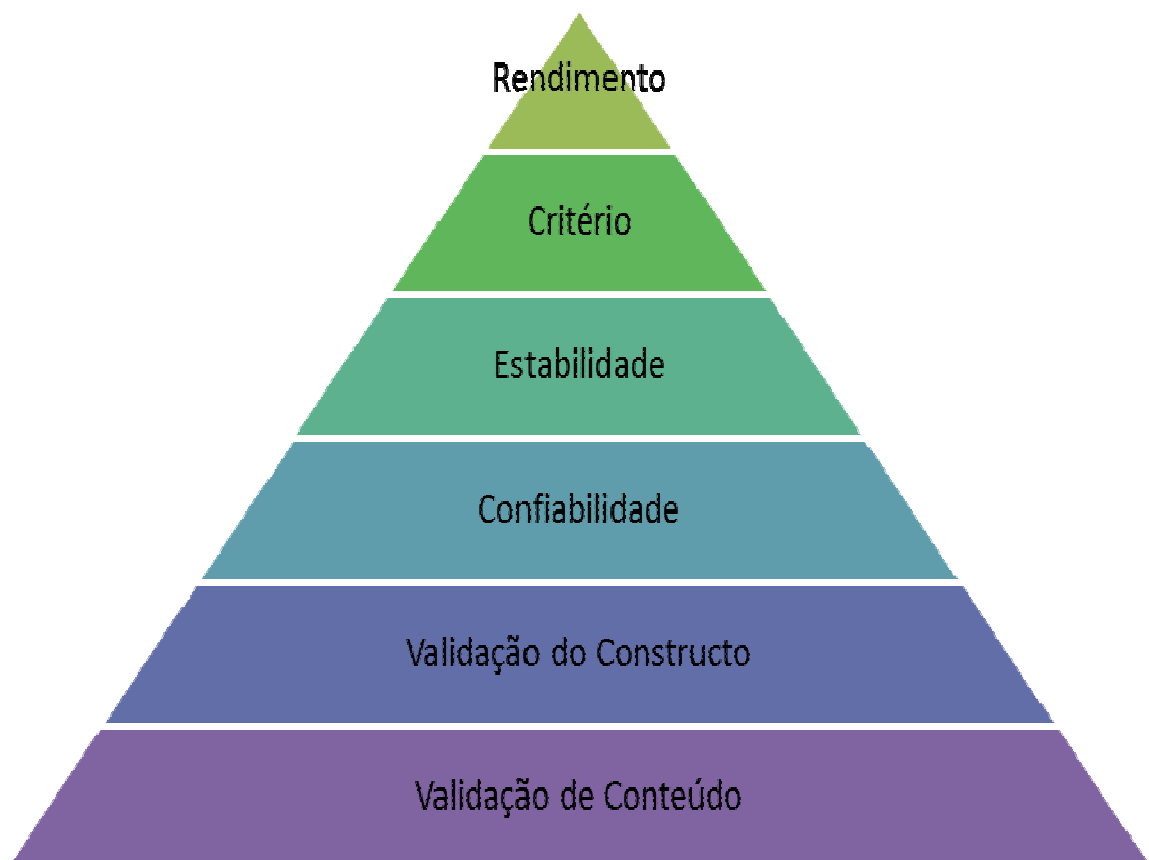 Rendimento
Critério
Estabilidade
Confiabilidade
Validação do Constructo
Validação de Conteúdo